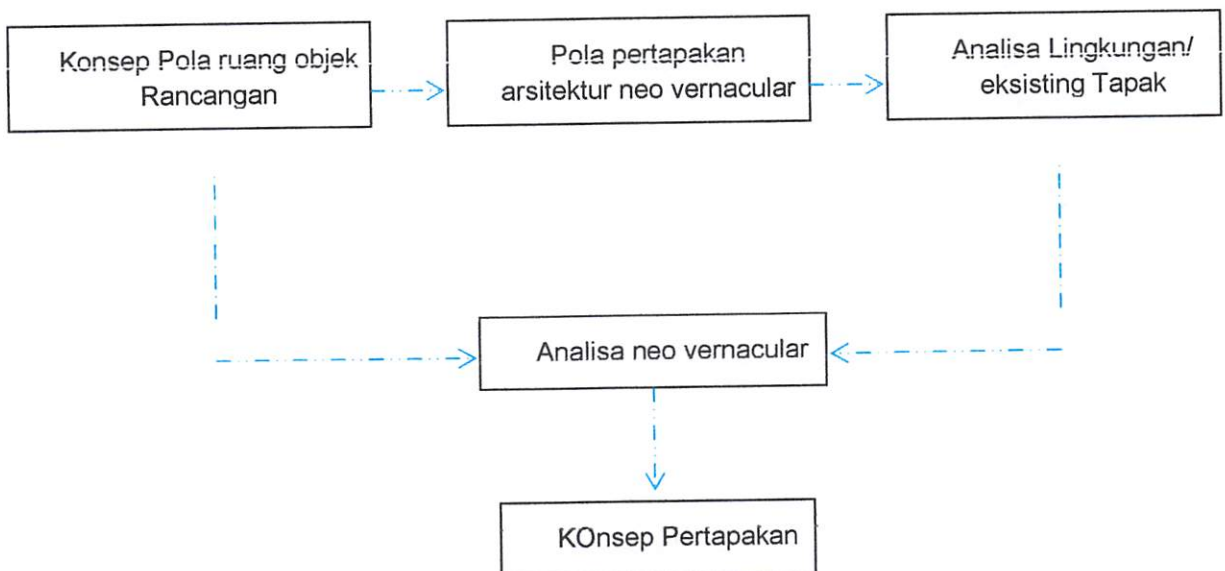 Konsep Pola ruang objek
Rancangan
Pola pertapakan
arsitektur neo vernacular
Analisa Lingkungan/
eksisting Tapak
Analisa neo vernacular
KOnsep Pertapakan